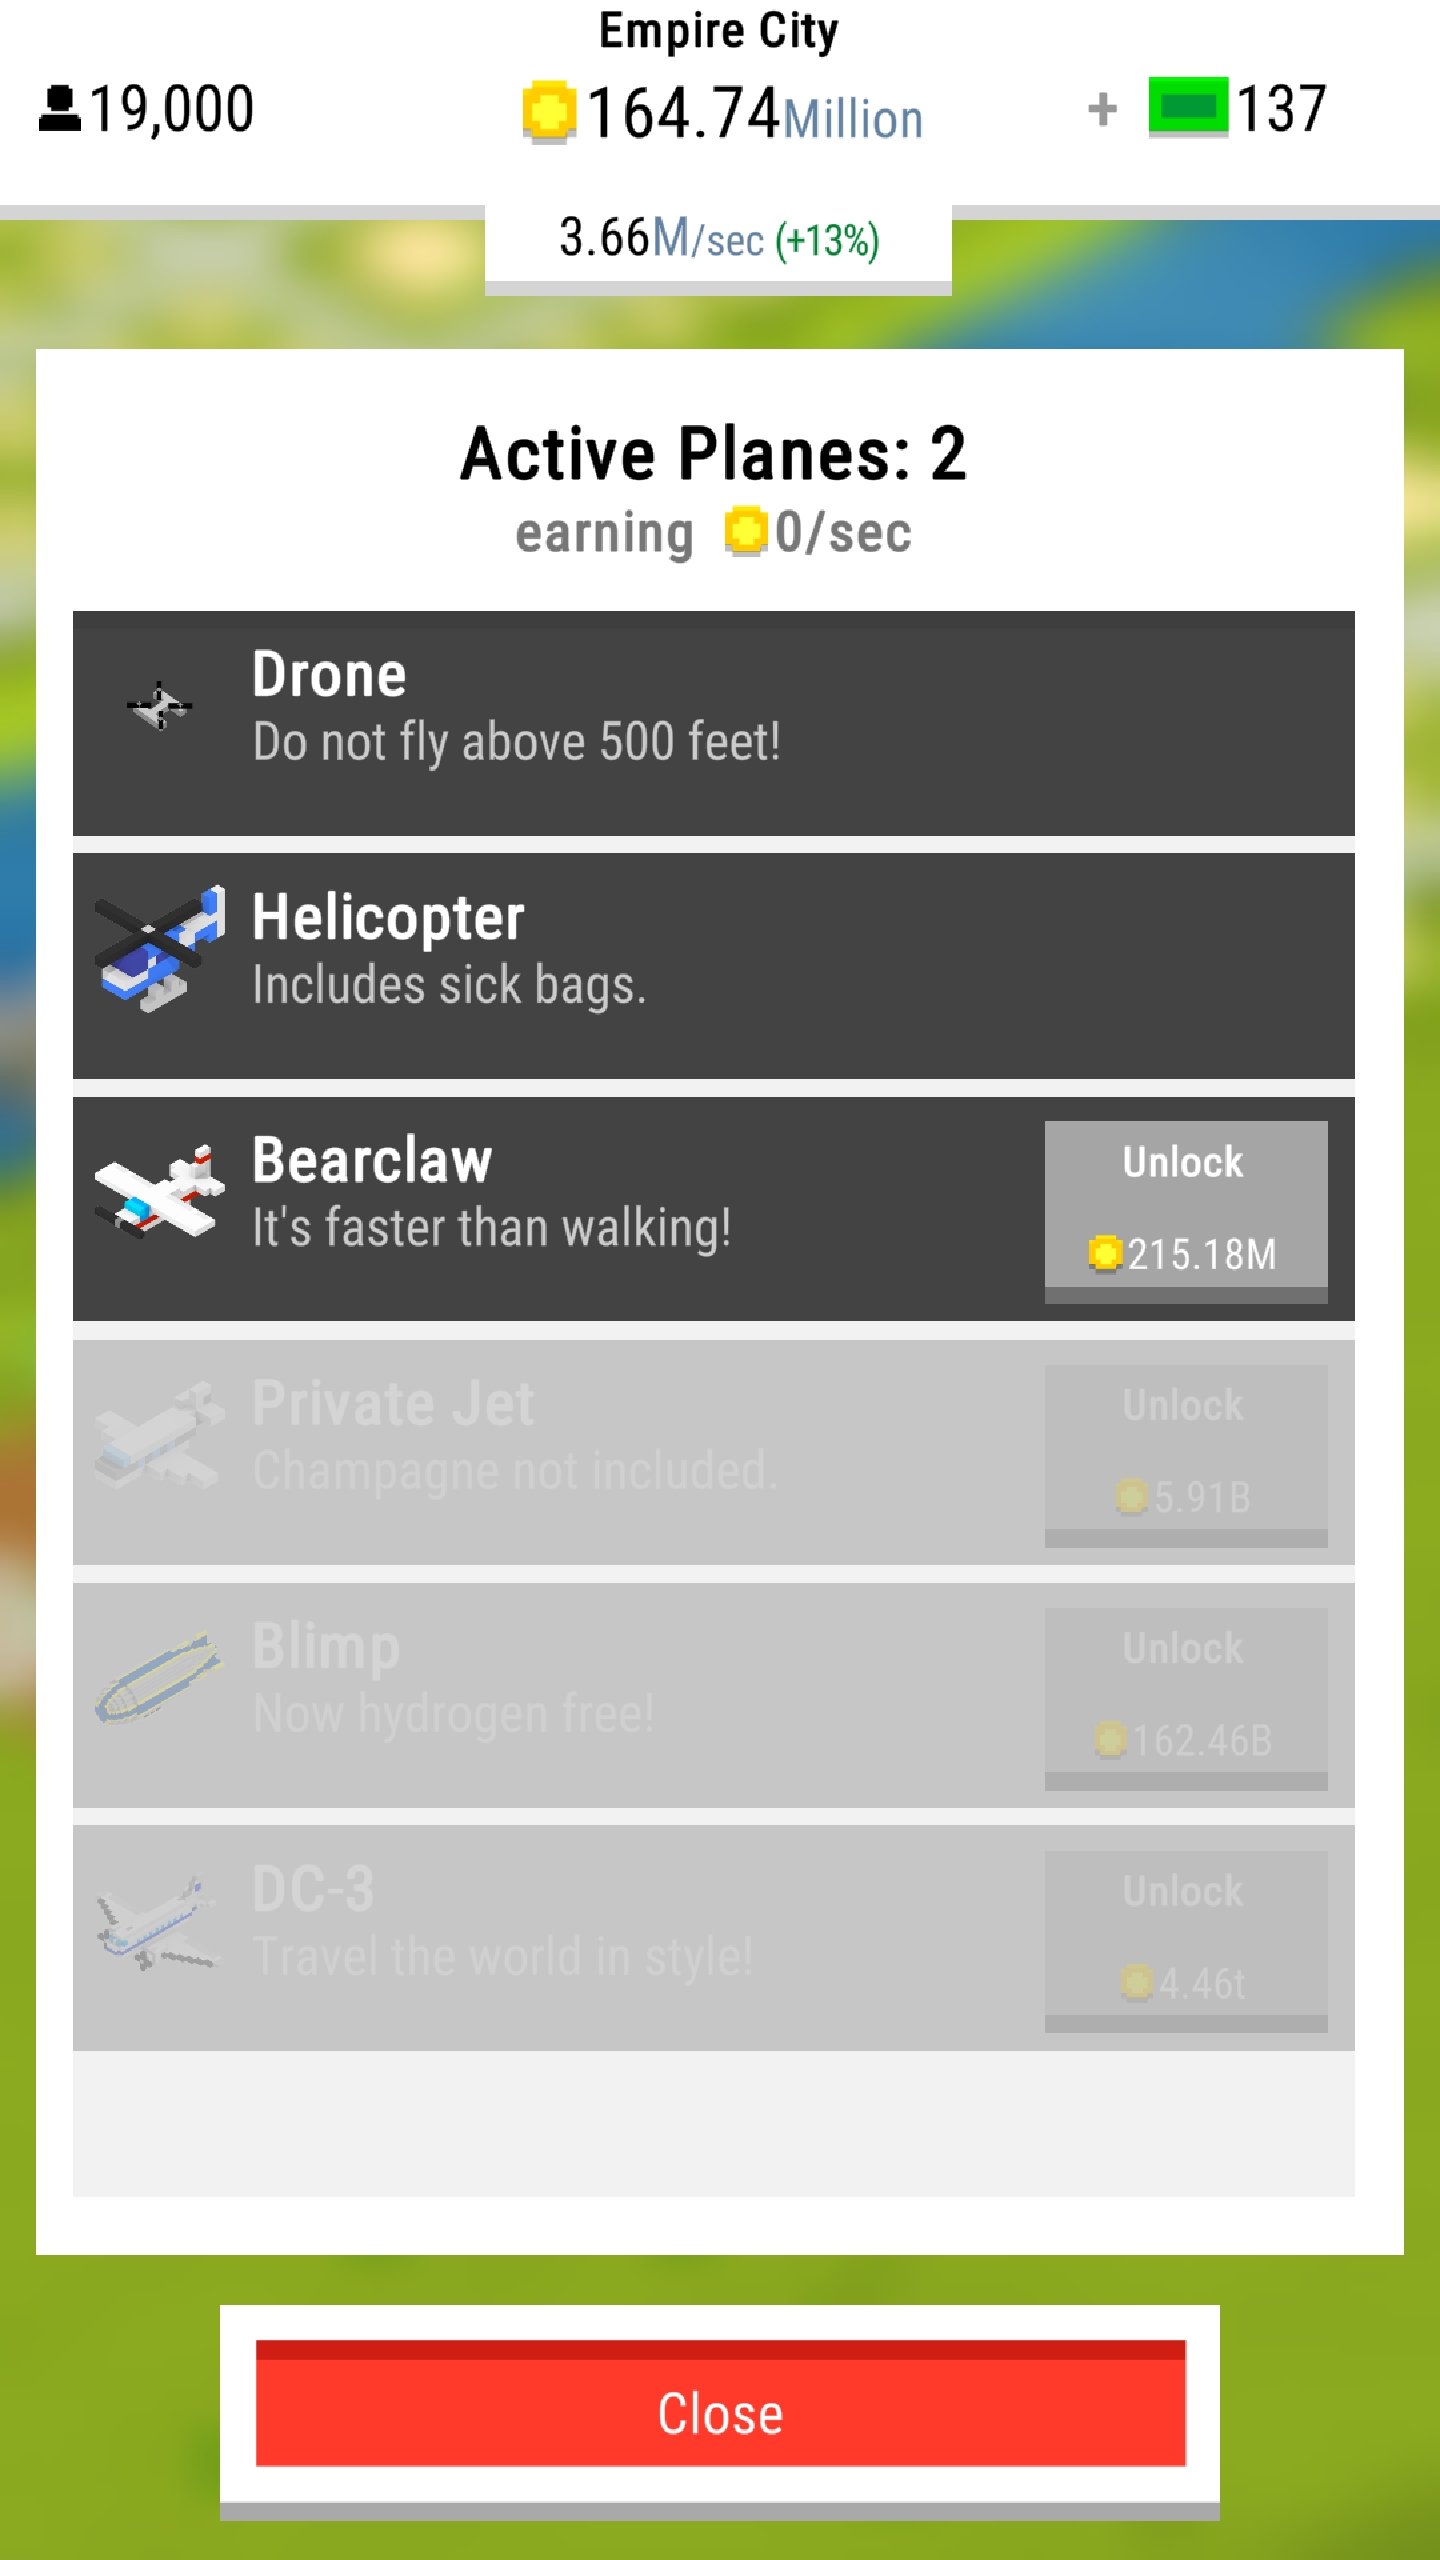 Empire City
19,000
164.74Million
+ 137
3.66M/sec (+13%)
Active Planes: 2
earning 0/sec
Drone
Do not fly above 500 feet!
Helicopter
Includes sick bags.
Bearclaw
It's faster than walking!
Unlock
215.18M
Private Jet
Champagne not included.
Unlock
5.91B
Blimp
Now hydrogen free!
Unlock
162.46B
DC-3
Travel the world in style!
Unlock
4.46t
Close